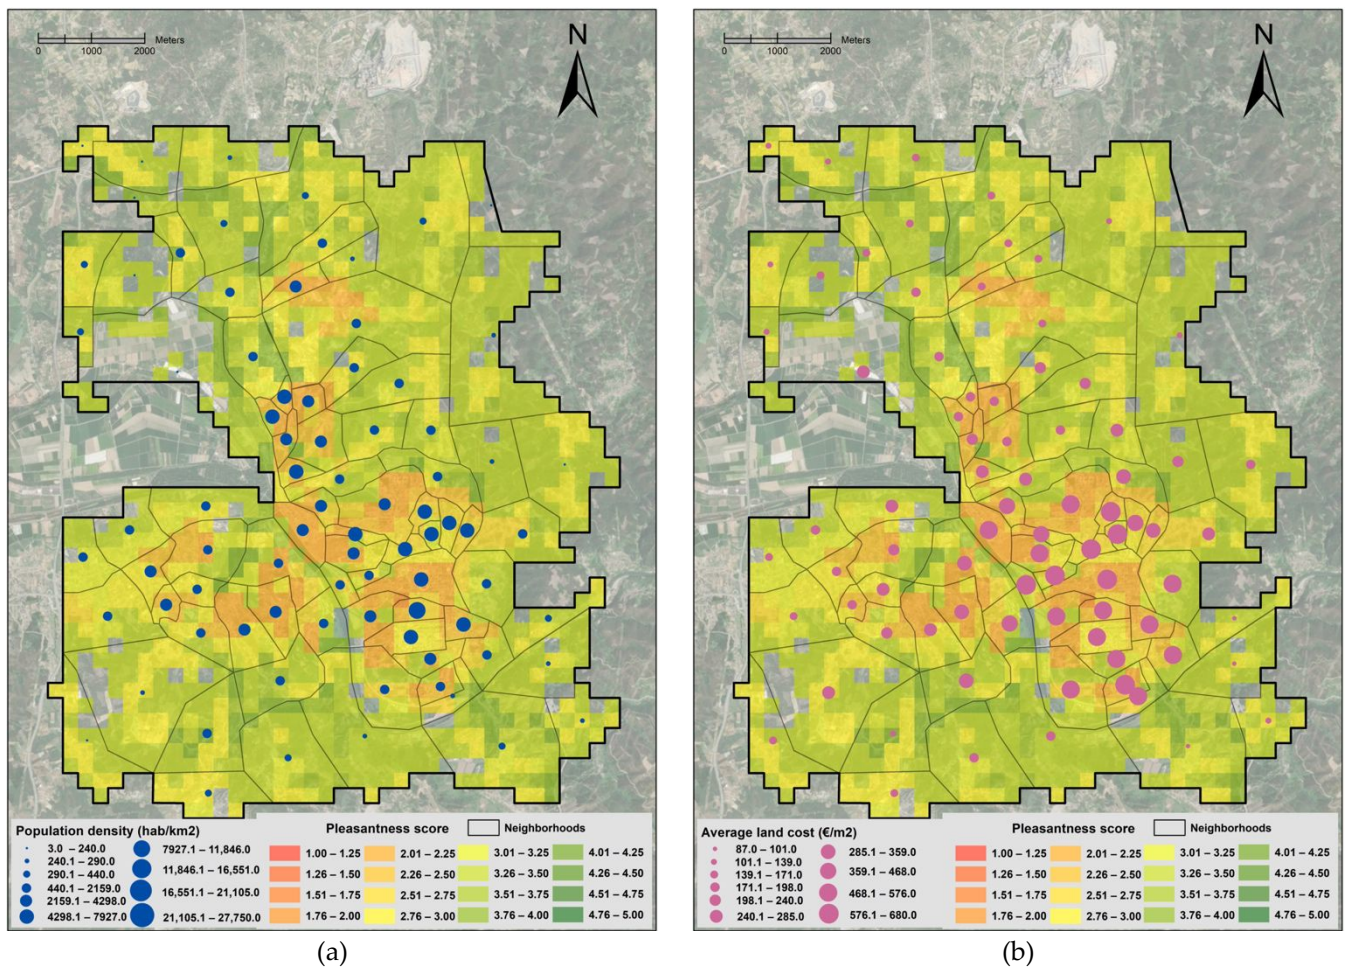 0 1000 2000 Meters
N
Population density (hab/km2)
3.0 – 240.0
240.1 – 290.0
290.1 – 440.0
440.1 – 2159.0
2159.1 – 4298.0
4298.1 – 7927.0
7927.1 – 11,846.0
11,846.1 – 16,551.0
16,551.1 – 21,105.0
21,105.1 – 27,750.0
Pleasantness score
Neighborhoods
1.00 – 1.25
1.26 – 1.50
1.51 – 1.75
1.76 – 2.00
2.01 – 2.25
2.26 – 2.50
2.51 – 2.75
2.76 – 3.00
3.01 – 3.25
3.26 – 3.50
3.51 – 3.75
3.76 – 4.00
4.01 – 4.25
4.26 – 4.50
4.51 – 4.75
4.76 – 5.00
(a)
0 1000 2000 Meters
N
Average land cost (€/m2)
87.0 – 101.0
101.1 – 139.0
139.1 – 171.0
171.1 – 198.0
198.1 – 240.0
240.1 – 285.0
285.1 – 359.0
359.1 – 468.0
468.1 – 576.0
576.1 – 680.0
Pleasantness score
Neighborhoods
1.00 – 1.25
1.26 – 1.50
1.51 – 1.75
1.76 – 2.00
2.01 – 2.25
2.26 – 2.50
2.51 – 2.75
2.76 – 3.00
3.01 – 3.25
3.26 – 3.50
3.51 – 3.75
3.76 – 4.00
4.01 – 4.25
4.26 – 4.50
4.51 – 4.75
4.76 – 5.00
(b)